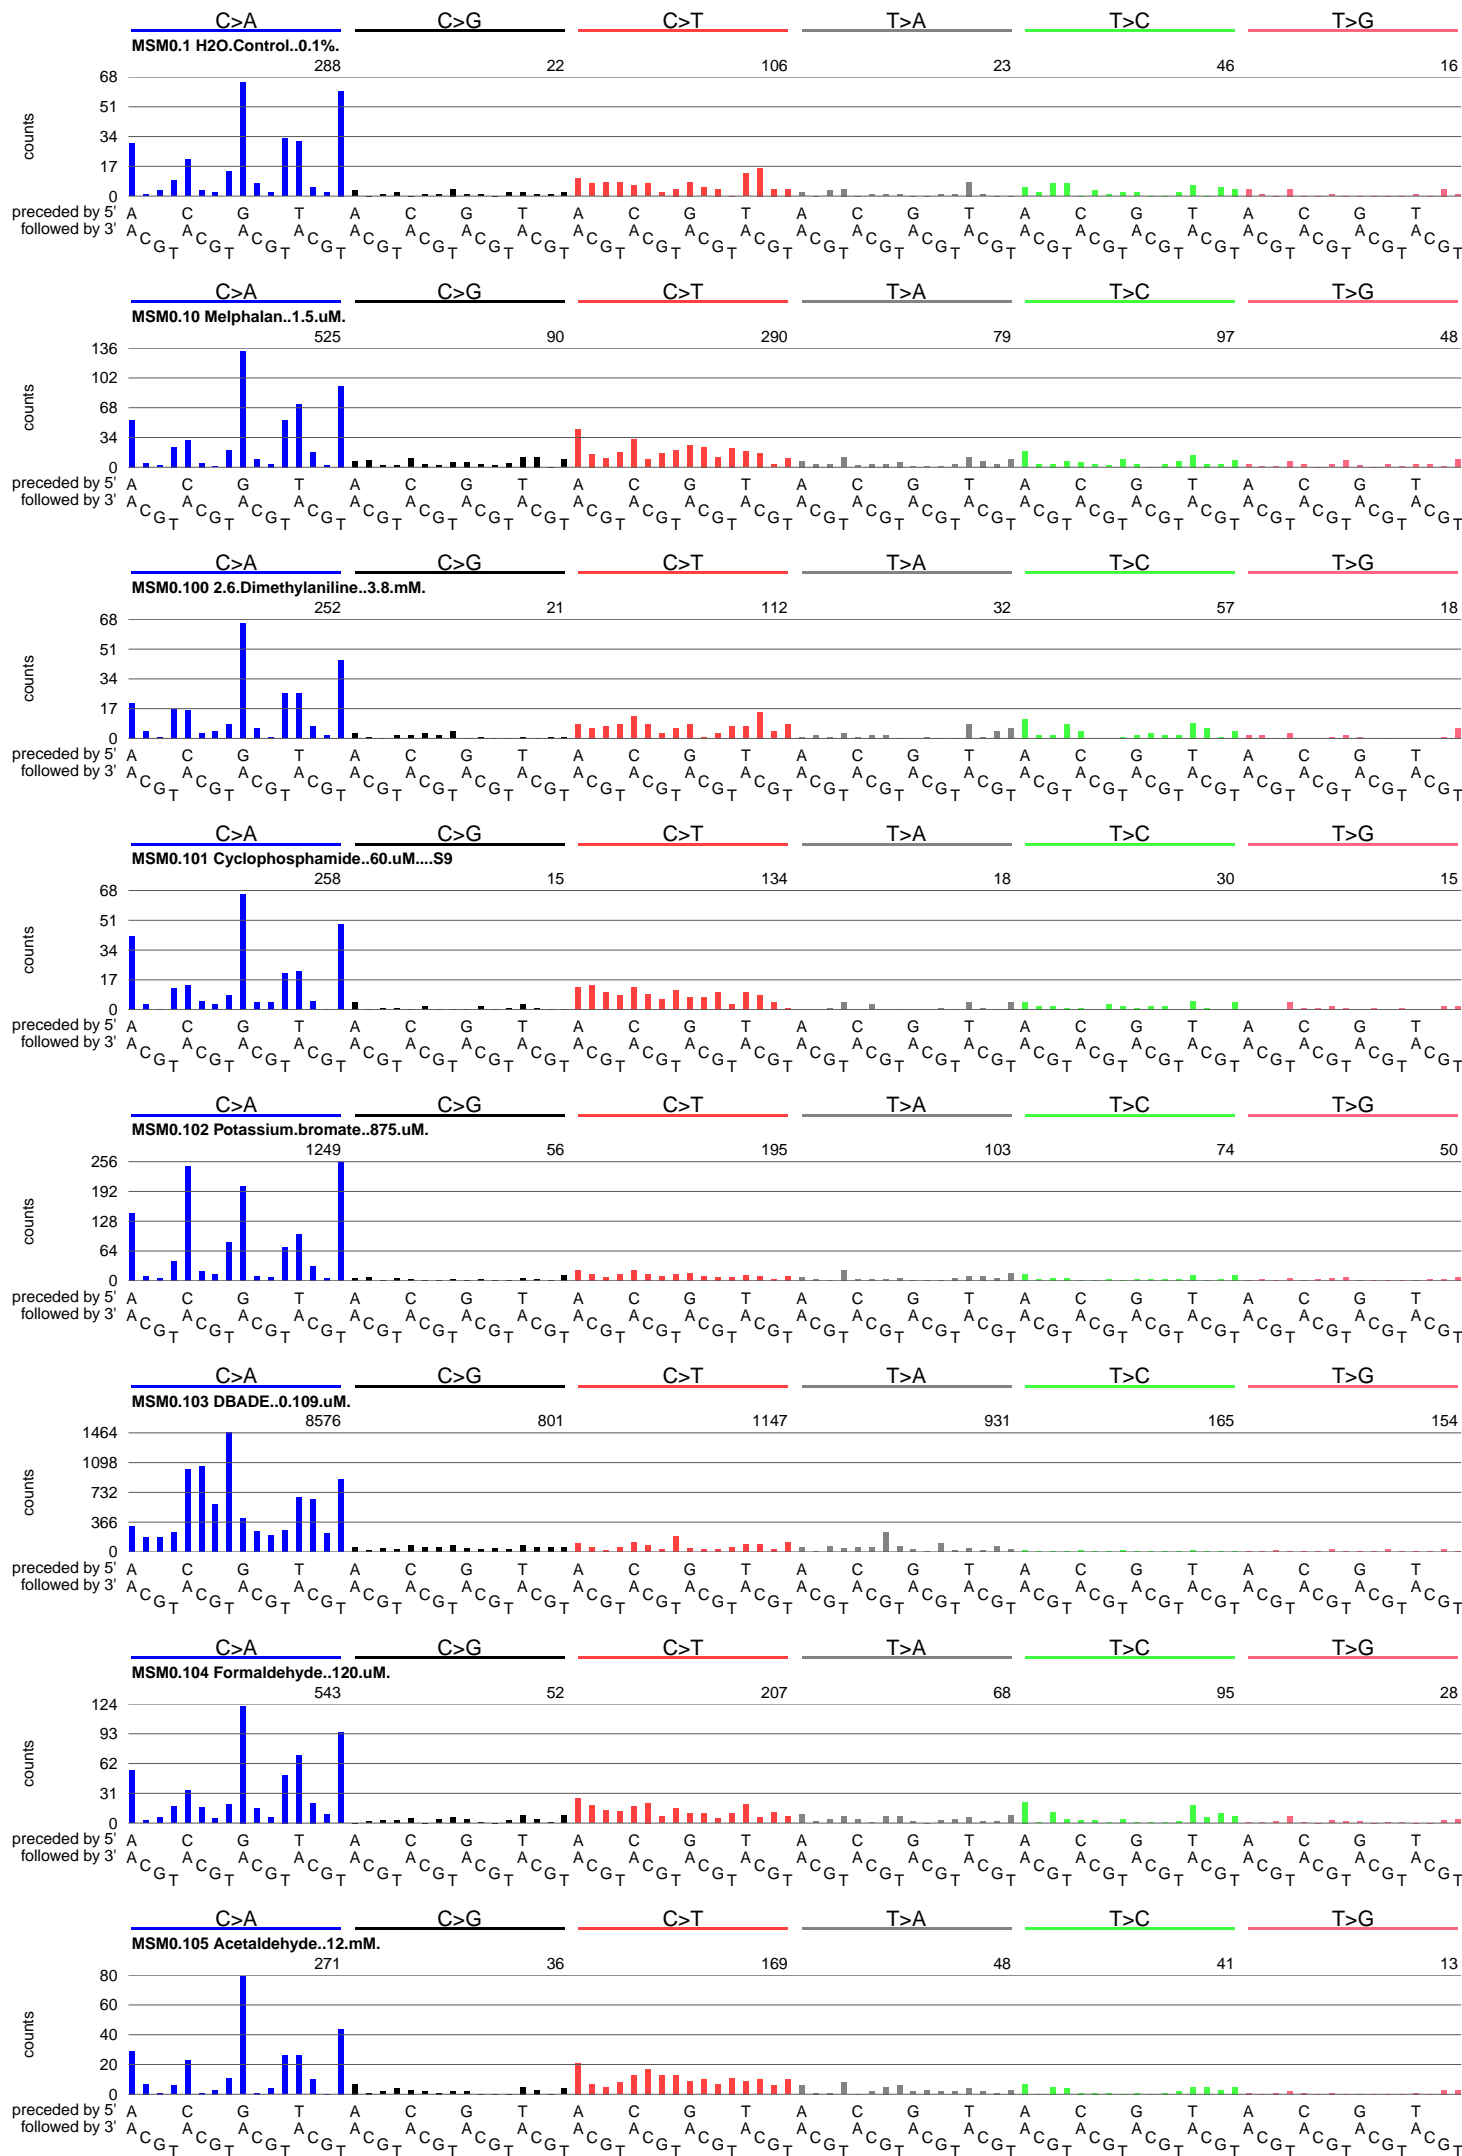 C>A C>G C>T T>A T>C T>G
MSM0.1 H2O.Control..0.1%.
288 22 106 23 46 16
68
51
34
17
0
counts
preceded by 5' A C G T A C G T A C G T A C G T A C G T A C G T
followed by 3' A C G T A C G T A C G T A C G T A C G T A C G T A C G T A C G T A C G T A C G T A C G T A C G T A C G T A C G T A C G T A C G T A C G T A C G T A C G T A C G T A C G T A C G T A C G T A C G T
C>A C>G C>T T>A T>C T>G
MSM0.10 Melphalan..1.5.uM.
525 90 290 79 97 48
136
102
68
34
0
counts
preceded by 5' A C G T A C G T A C G T A C G T A C G T A C G T
followed by 3' A C G T A C G T A C G T A C G T A C G T A C G T A C G T A C G T A C G T A C G T A C G T A C G T A C G T A C G T A C G T A C G T A C G T A C G T A C G T A C G T A C G T A C G T A C G T A C G T
C>A C>G C>T T>A T>C T>G
MSM0.100 2.6.Dimethylaniline..3.8.mM.
252 21 112 32 57 18
68
51
34
17
0
counts
preceded by 5' A C G T A C G T A C G T A C G T A C G T A C G T
followed by 3' A C G T A C G T A C G T A C G T A C G T A C G T A C G T A C G T A C G T A C G T A C G T A C G T A C G T A C G T A C G T A C G T A C G T A C G T A C G T A C G T A C G T A C G T A C G T A C G T
C>A C>G C>T T>A T>C T>G
MSM0.101 Cyclophosphamide..60.uM....S9
258 15 134 18 30 15
68
51
34
17
0
counts
preceded by 5' A C G T A C G T A C G T A C G T A C G T A C G T
followed by 3' A C G T A C G T A C G T A C G T A C G T A C G T A C G T A C G T A C G T A C G T A C G T A C G T A C G T A C G T A C G T A C G T A C G T A C G T A C G T A C G T A C G T A C G T A C G T A C G T
C>A C>G C>T T>A T>C T>G
MSM0.102 Potassium.bromate..875.uM.
1249 56 195 103 74 50
256
192
128
64
0
counts
preceded by 5' A C G T A C G T A C G T A C G T A C G T A C G T
followed by 3' A C G T A C G T A C G T A C G T A C G T A C G T A C G T A C G T A C G T A C G T A C G T A C G T A C G T A C G T A C G T A C G T A C G T A C G T A C G T A C G T A C G T A C G T A C G T A C G T
C>A C>G C>T T>A T>C T>G
MSM0.103 DBADE..0.109.uM.
8576 801 1147 931 165 154
1464
1098
732
366
0
counts
preceded by 5' A C G T A C G T A C G T A C G T A C G T A C G T
followed by 3' A C G T A C G T A C G T A C G T A C G T A C G T A C G T A C G T A C G T A C G T A C G T A C G T A C G T A C G T A C G T A C G T A C G T A C G T A C G T A C G T A C G T A C G T A C G T A C G T
C>A C>G C>T T>A T>C T>G
MSM0.104 Formaldehyde..120.uM.
543 52 207 68 95 28
124
93
62
31
0
counts
preceded by 5' A C G T A C G T A C G T A C G T A C G T A C G T
followed by 3' A C G T A C G T A C G T A C G T A C G T A C G T A C G T A C G T A C G T A C G T A C G T A C G T A C G T A C G T A C G T A C G T A C G T A C G T A C G T A C G T A C G T A C G T A C G T A C G T
C>A C>G C>T T>A T>C T>G
MSM0.105 Acetaldehyde..12.mM.
271 36 169 48 41 13
80
60
40
20
0
counts
preceded by 5' A C G T A C G T A C G T A C G T A C G T A C G T
followed by 3' A C G T A C G T A C G T A C G T A C G T A C G T A C G T A C G T A C G T A C G T A C G T A C G T A C G T A C G T A C G T A C G T A C G T A C G T A C G T A C G T A C G T A C G T A C G T A C G T